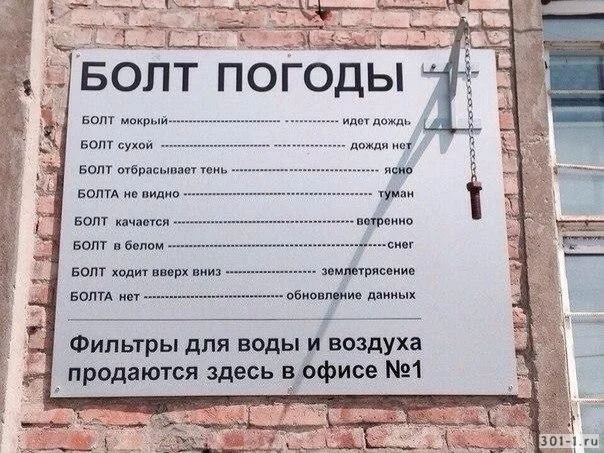 БОЛТ ПОГОДЫ
БОЛТ мокрый---------------------- ----------- идет дождь
БОЛТ сухой ---------------------- ------------- дождя нет
БОЛТ отбрасывает тень ------------------------------- ясно
БОЛТА не видно ---------------------------------------- туман
БОЛТ качается ------------------------------------ ветренно
БОЛТ в белом -------------------------------------------снег
БОЛТ ходит вверх вниз ------------------ землетрясение
БОЛТА нет ---------------------------- обновление данных
Фильтры для воды и воздуха
продаются здесь в офисе №1
301-1.ru